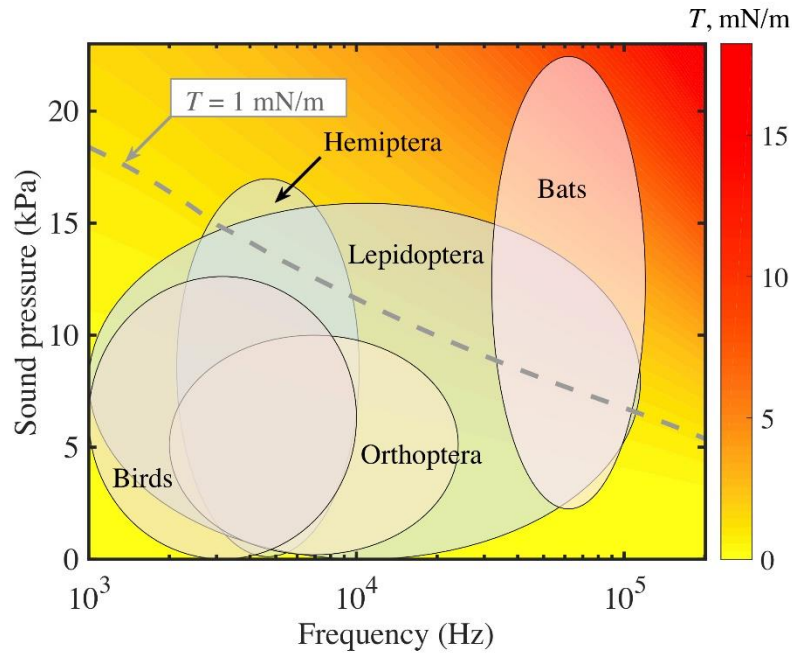 T, mN/m
20
15
10
5
0
T = 1 mN/m
Hemiptera
Bats
Lepidoptera
Orthoptera
Birds
15
10
5
0
10³
10⁴
10⁵
Sound pressure (kPa)
Frequency (Hz)